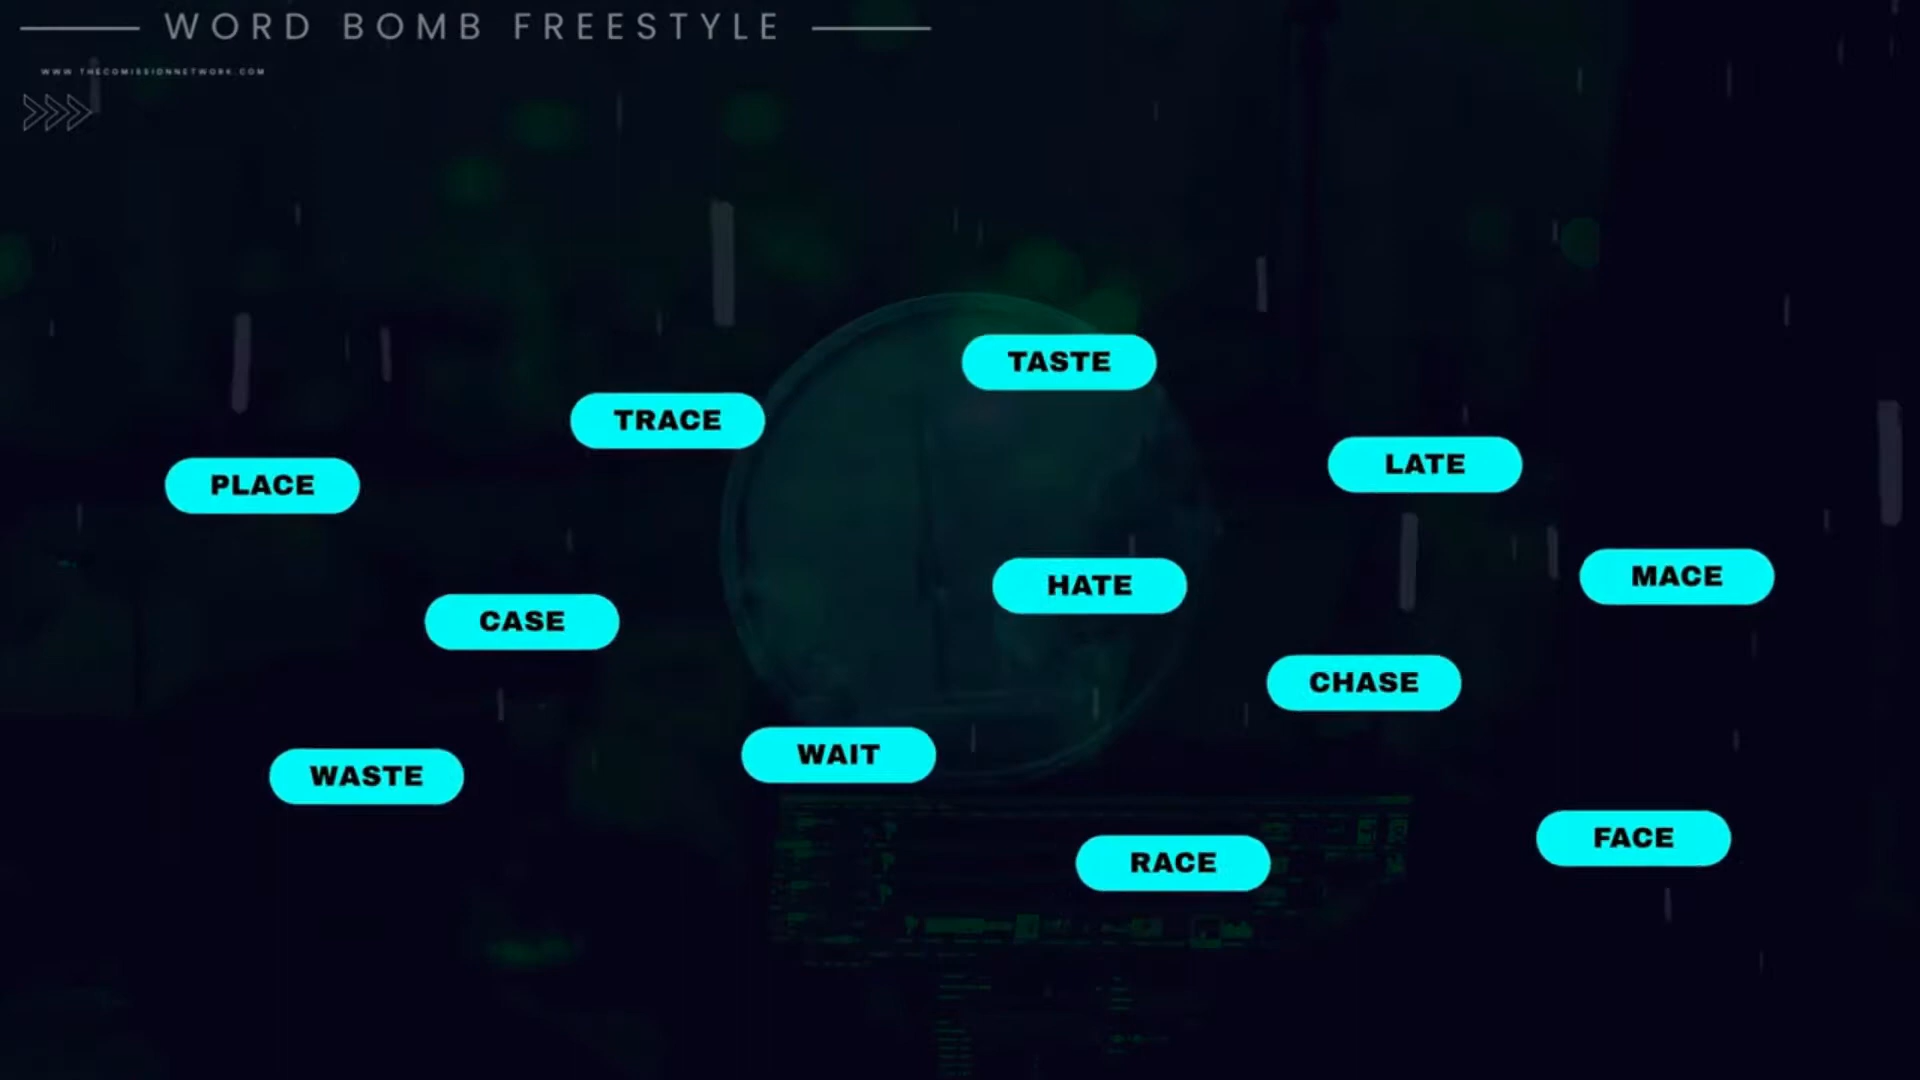 WORD BOMB FREESTYLE
WWW THECOMISSIONNETWORK.COM
TASTE
TRACE
LATE
PLACE
MACE
HATE
CASE
CHASE
WAIT
WASTE
FACE
RACE